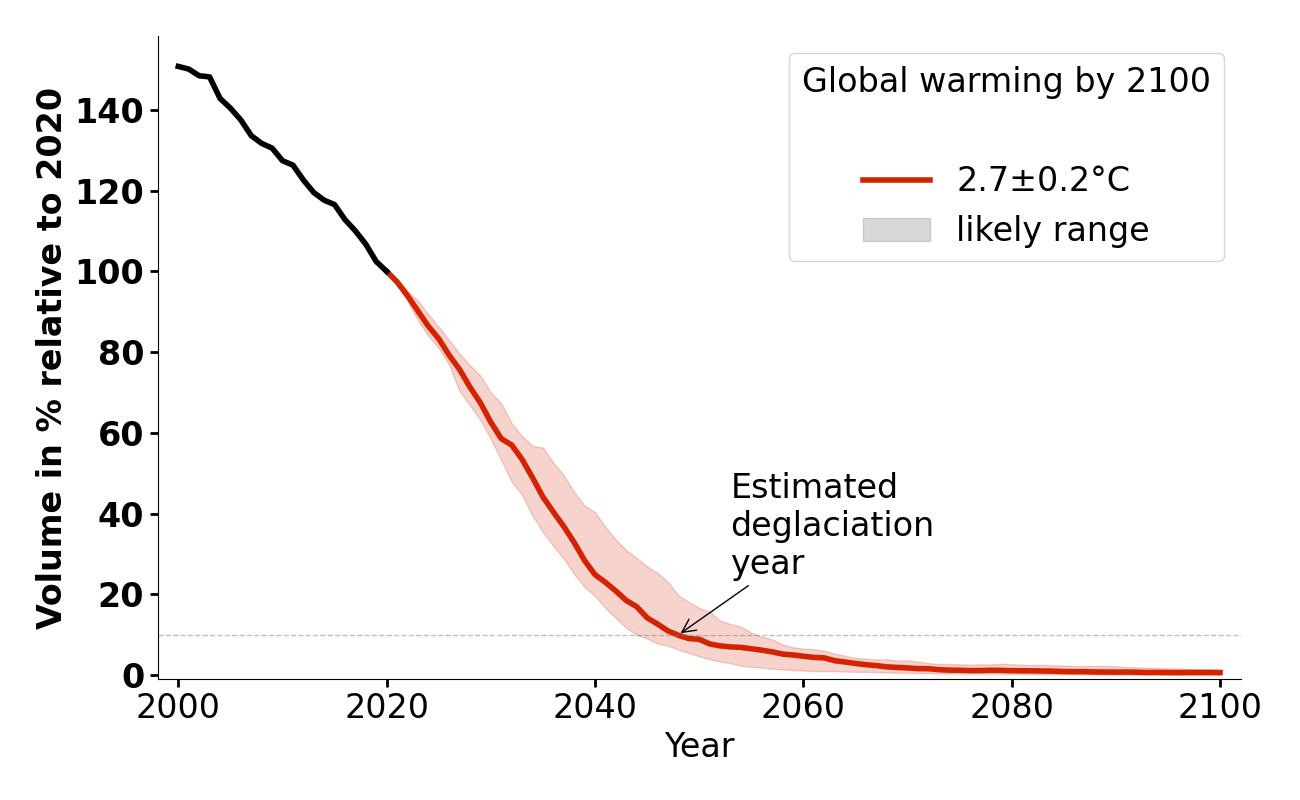 Volume in % relative to 2020
140
120
100
80
60
40
20
0
2000
2020
2040
2060
2080
2100
Year
Global warming by 2100
2.7±0.2°C
likely range
Estimated
deglaciation
year